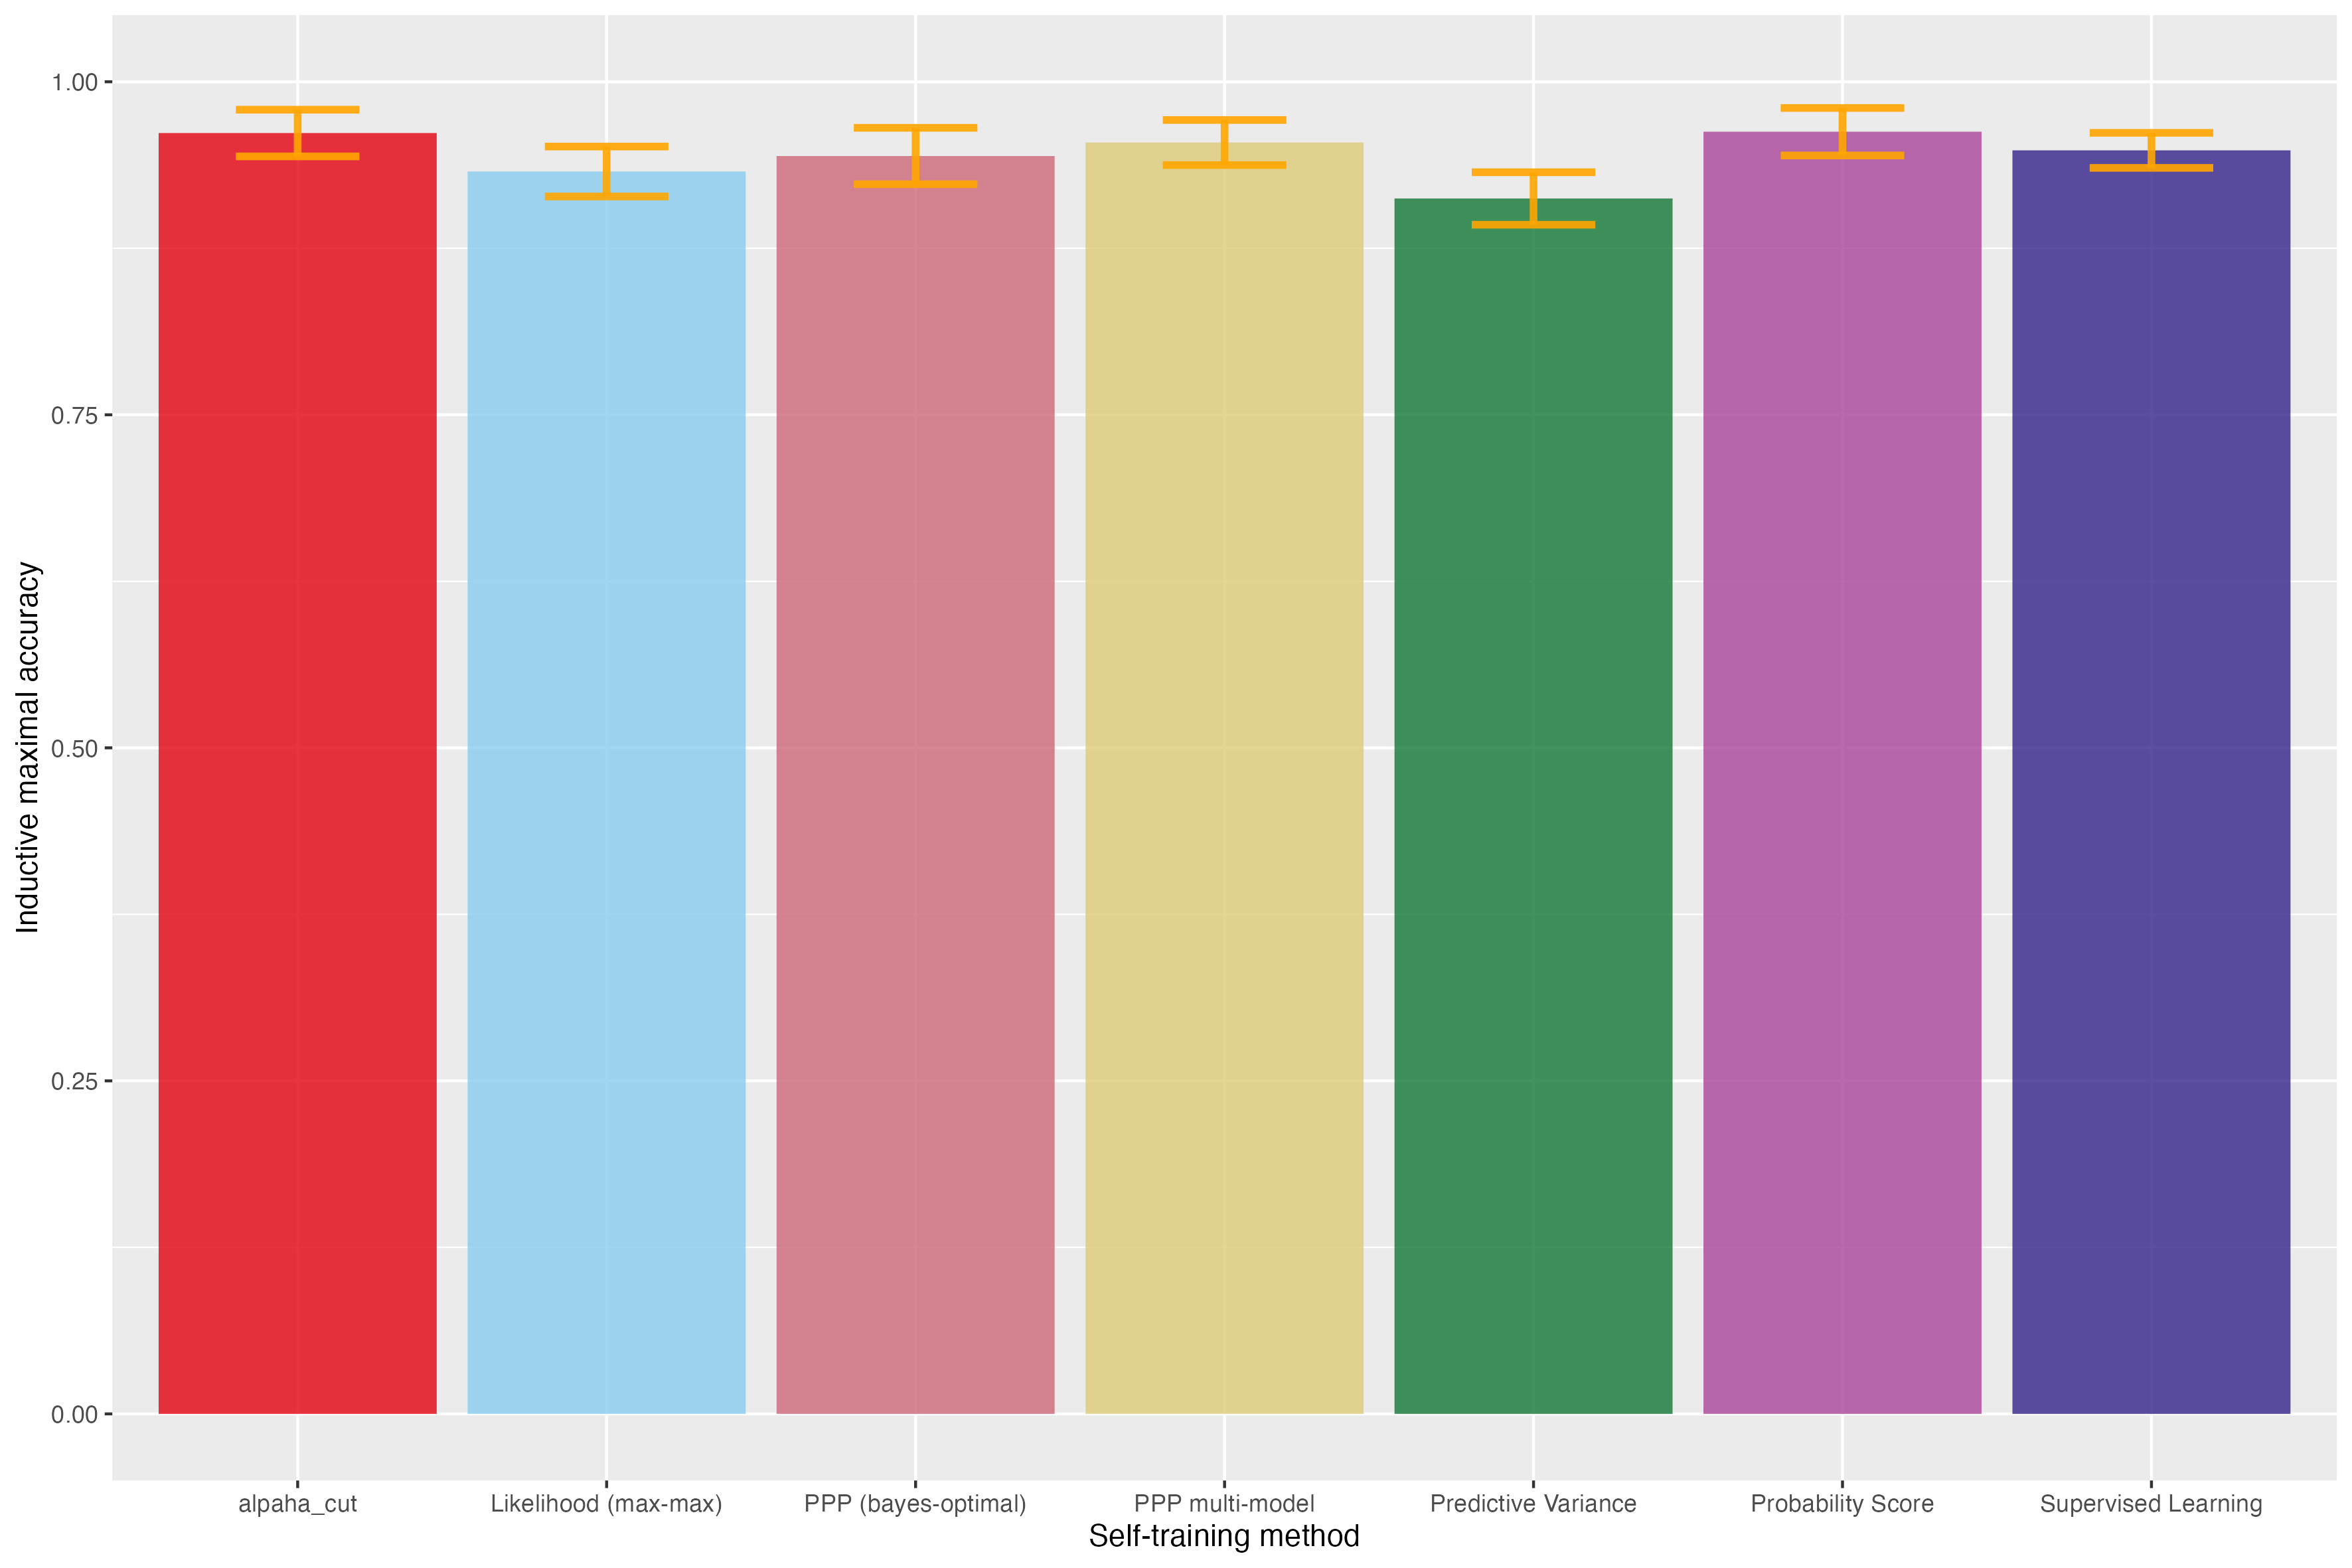 Inductive maximal accuracy
1.00
0.75
0.50
0.25
0.00
alpaha_cut
Likelihood (max-max)
PPP (bayes-optimal)
PPP multi-model
Predictive Variance
Probability Score
Supervised Learning
Self-training method